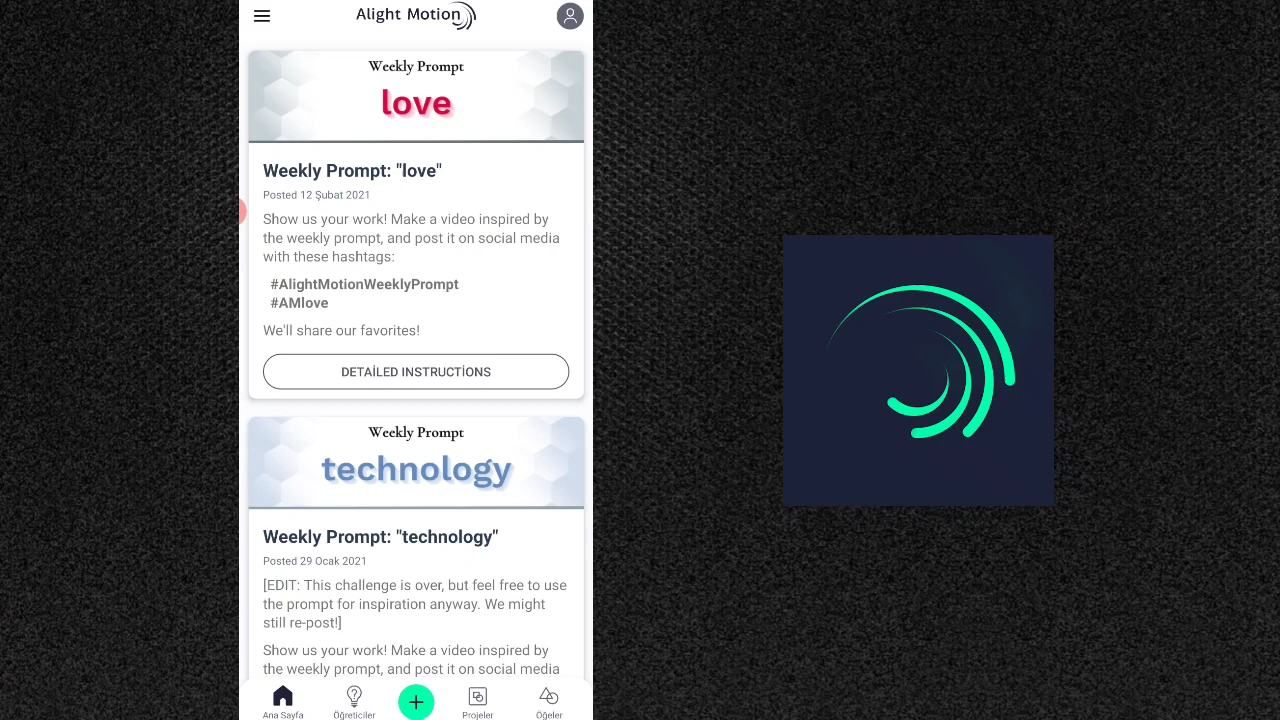 Alight Motion
Weekly Prompt
love
Weekly Prompt: "love"
Posted 12 Şubat 2021
Show us your work! Make a video inspired by
the weekly prompt, and post it on social media
with these hashtags:
#AlightMotionWeeklyPrompt
#AMlove
We'll share our favorites!
DETAİLED INSTRUCTİONS
Weekly Prompt
technology
Weekly Prompt: "technology"
Posted 29 Ocak 2021
[EDIT: This challenge is over, but feel free to use
the prompt for inspiration anyway. We might
still re-post!]
Show us your work! Make a video inspired by
the weekly prompt, and post it on social media
Ana Sayfa
Öğreticiler
Projeler
Öğeler